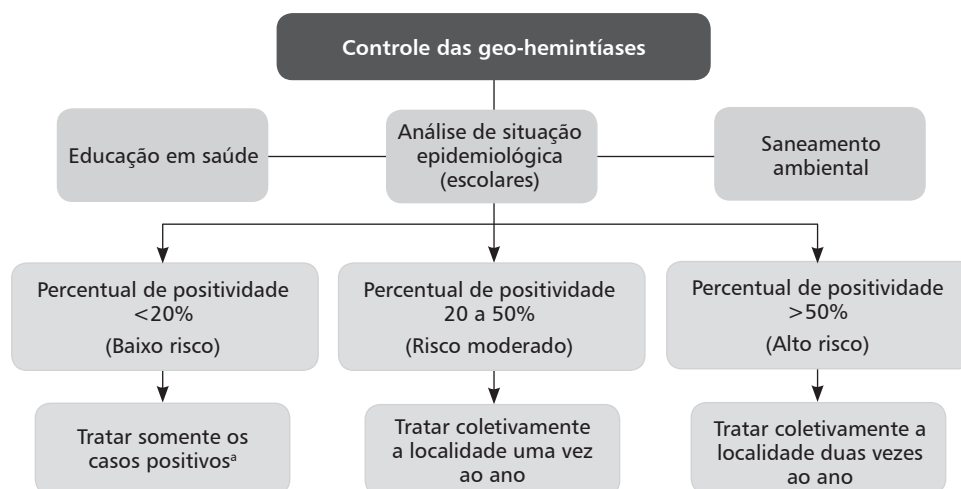 Controle das geo-hemintíases
Educação em saúde
Análise de situação
epidemiológica
(escolares)
Saneamento
ambiental
Percentual de positividade
<20%
(Baixo risco)
Percentual de positividade
20 a 50%
(Risco moderado)
Percentual de positividade
>50%
(Alto risco)
Tratar somente os
casos positivosª
Tratar coletivamente
a localidade uma vez
ao ano
Tratar coletivamente a
localidade duas vezes
ao ano